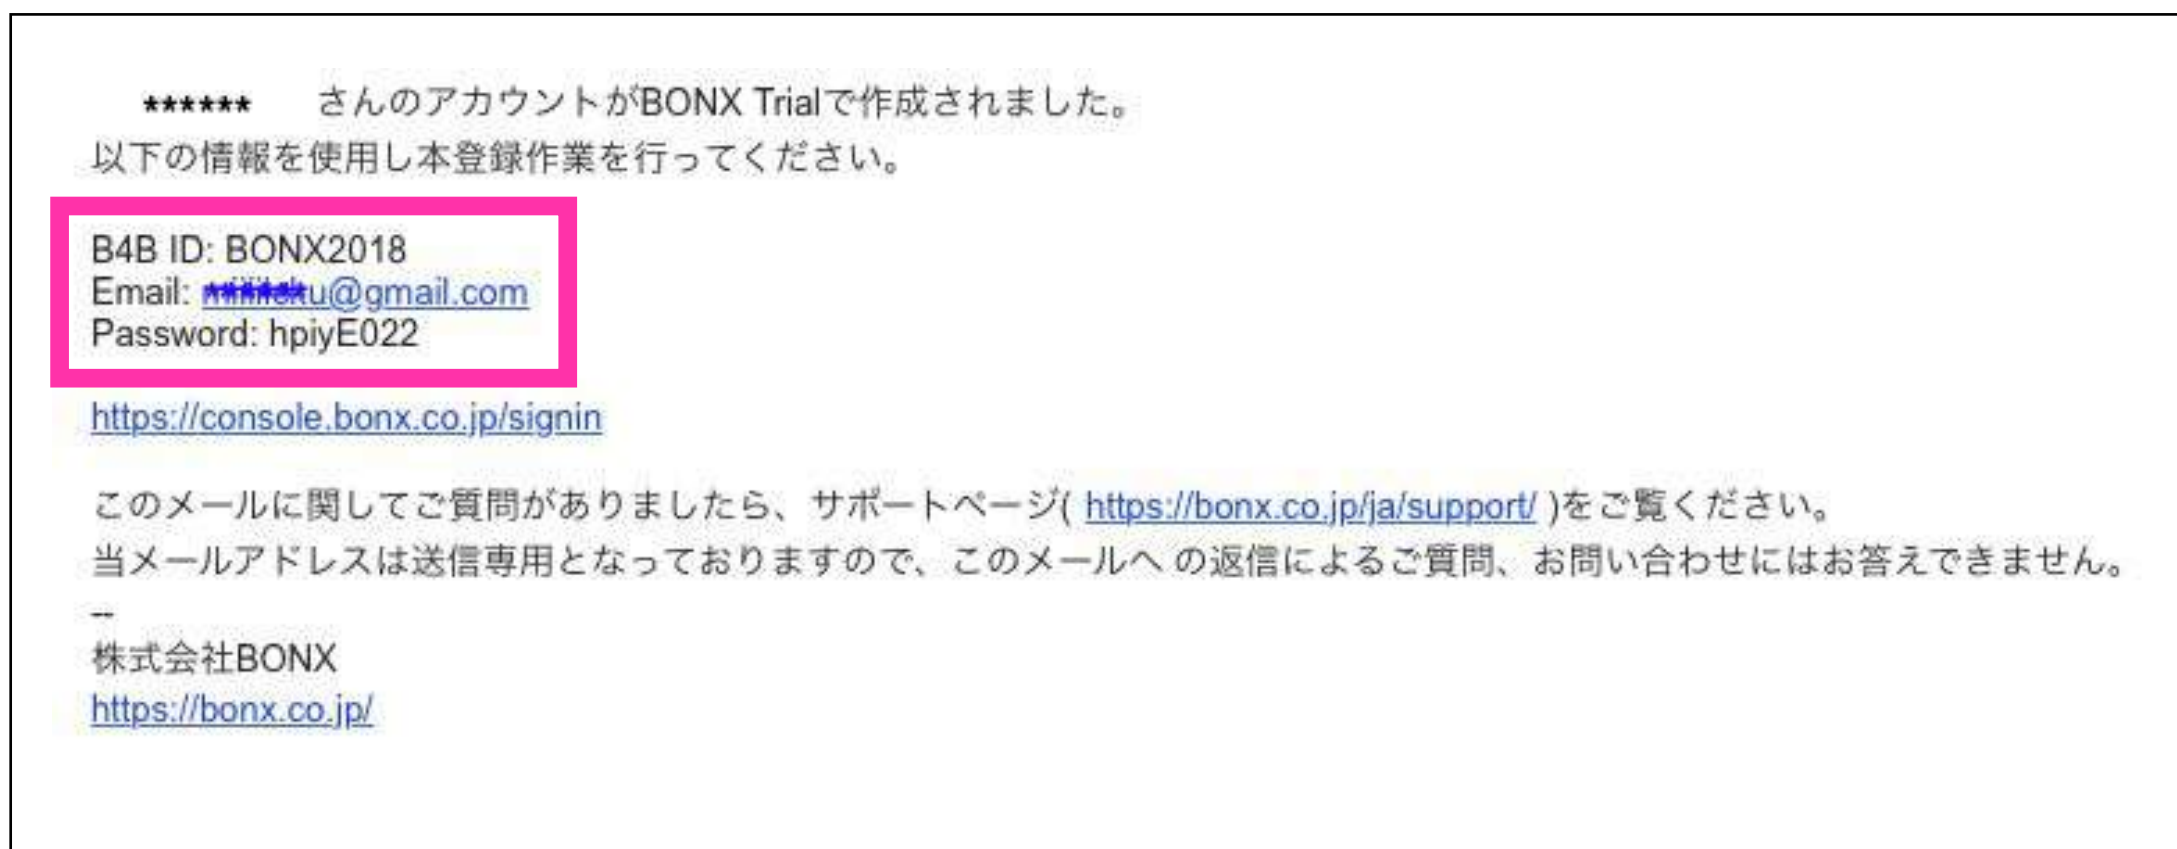 ****** さんのアカウントがBONX Trialで作成されました。
以下の情報を使用し本登録作業を行ってください。
B4B ID: BONX2018
Email: u@gmail.com
Password: hpiyE022
https://console.bonx.co.jp/signin
このメールに関してご質問がありましたら、サポートページ( https://bonx.co.jp/ja/support/ )をご覧ください。
当メールアドレスは送信専用となっておりますので、このメールへ の返信によるご質問、お問い合わせにはお答えできません。
--
株式会社BONX
https://bonx.co.jp/